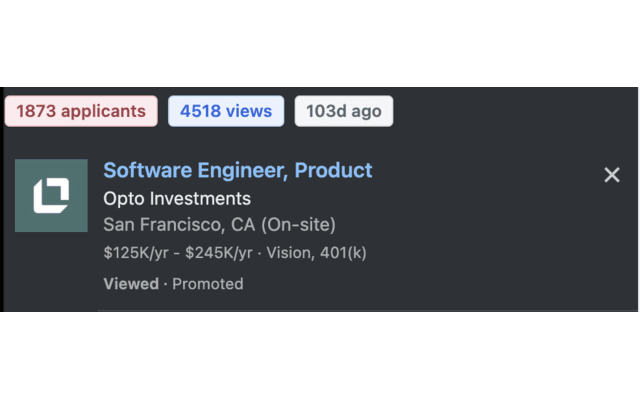 1873 applicants 4518 views 103d ago
Software Engineer, Product
Opto Investments
San Francisco, CA (On-site)
$125K/yr - $245K/yr · Vision, 401(k)
Viewed · Promoted